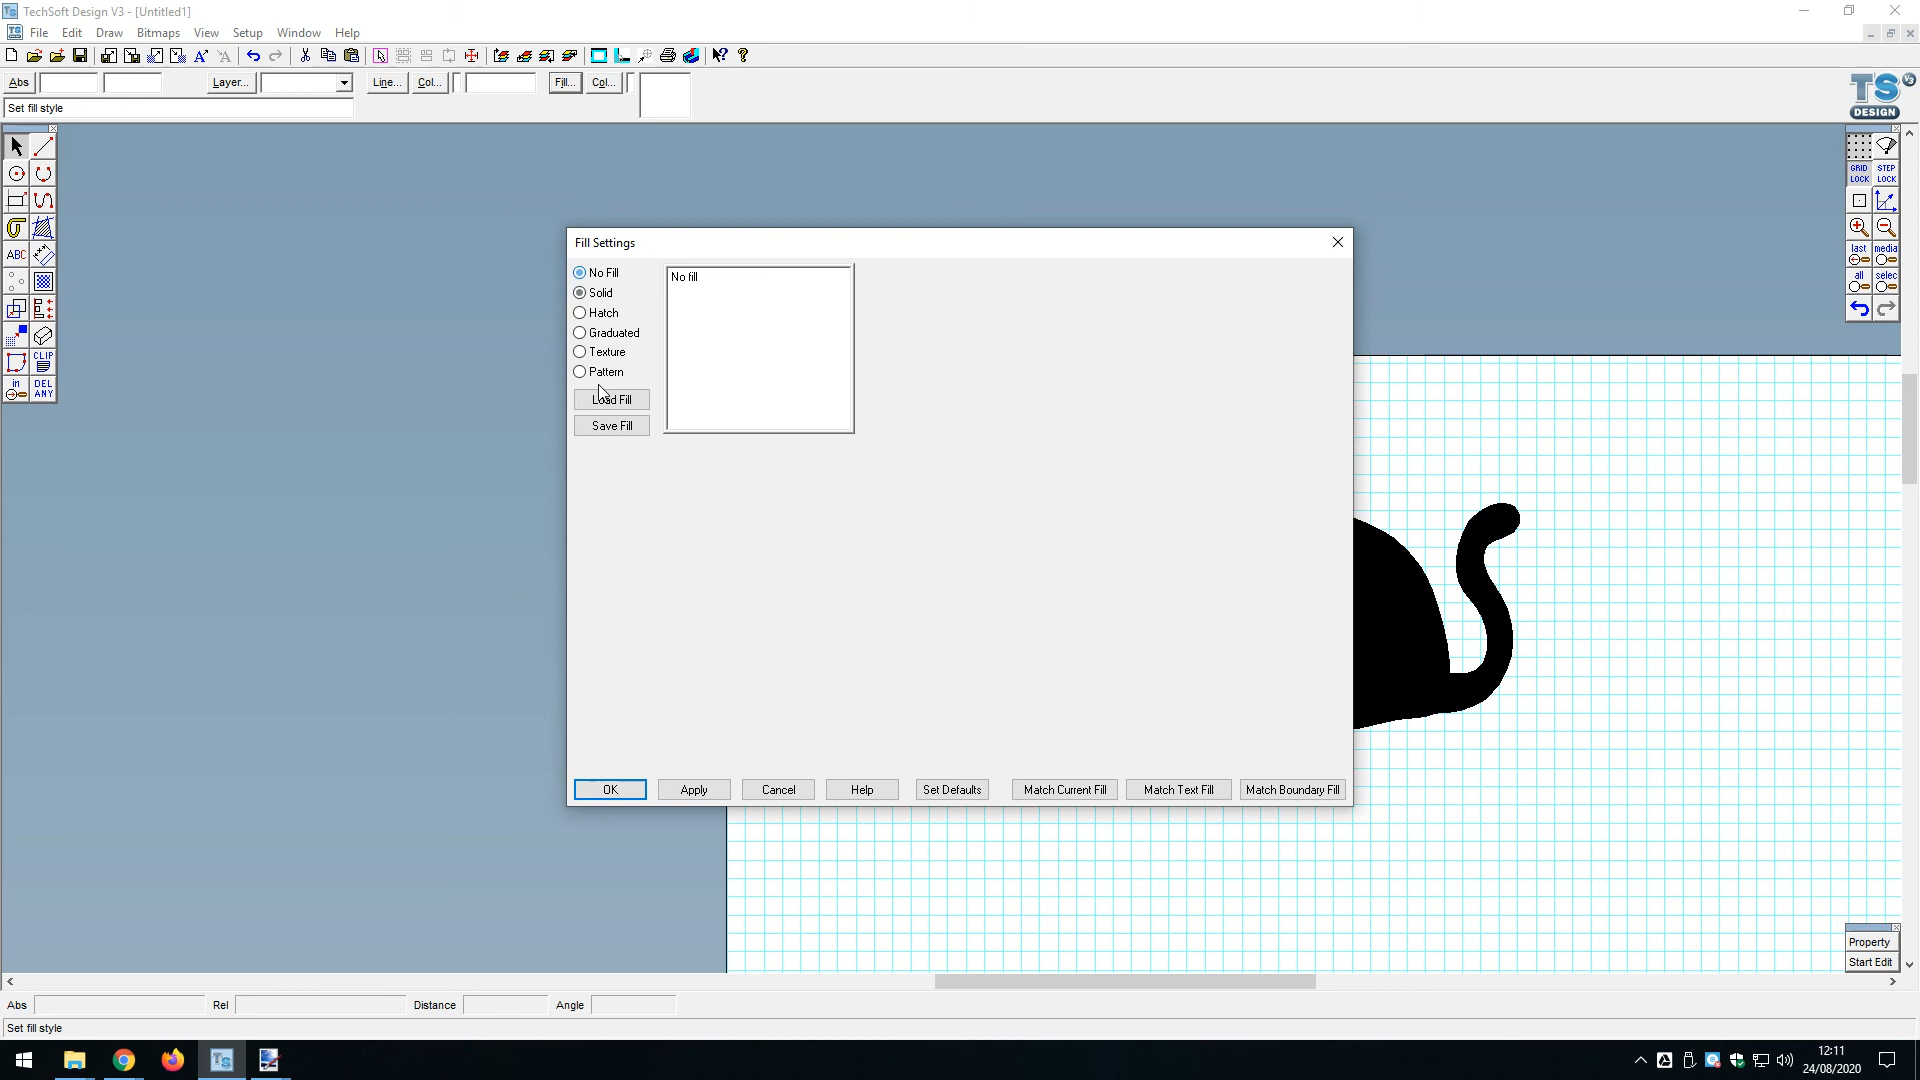 TechSoft Design V3 - [Untitled1]
File Edit Draw Bitmaps View Setup Window Help
Abs Layer... Line... Col... Fill... Col...
Set fill style
TS V3
DESIGN
GRID LOCK
STEP LOCK
ABC
last
media
all
selec
CLIP
in
DEL ANY
Fill Settings
No Fill
Solid
Hatch
Graduated
Texture
Pattern
Load Fill
Save Fill
No fill
OK Apply Cancel Help Set Defaults Match Current Fill Match Text Fill Match Boundary Fill
Property
Start Edit
Abs Rel Distance Angle
Set fill style
TS
12:11
24/08/2020